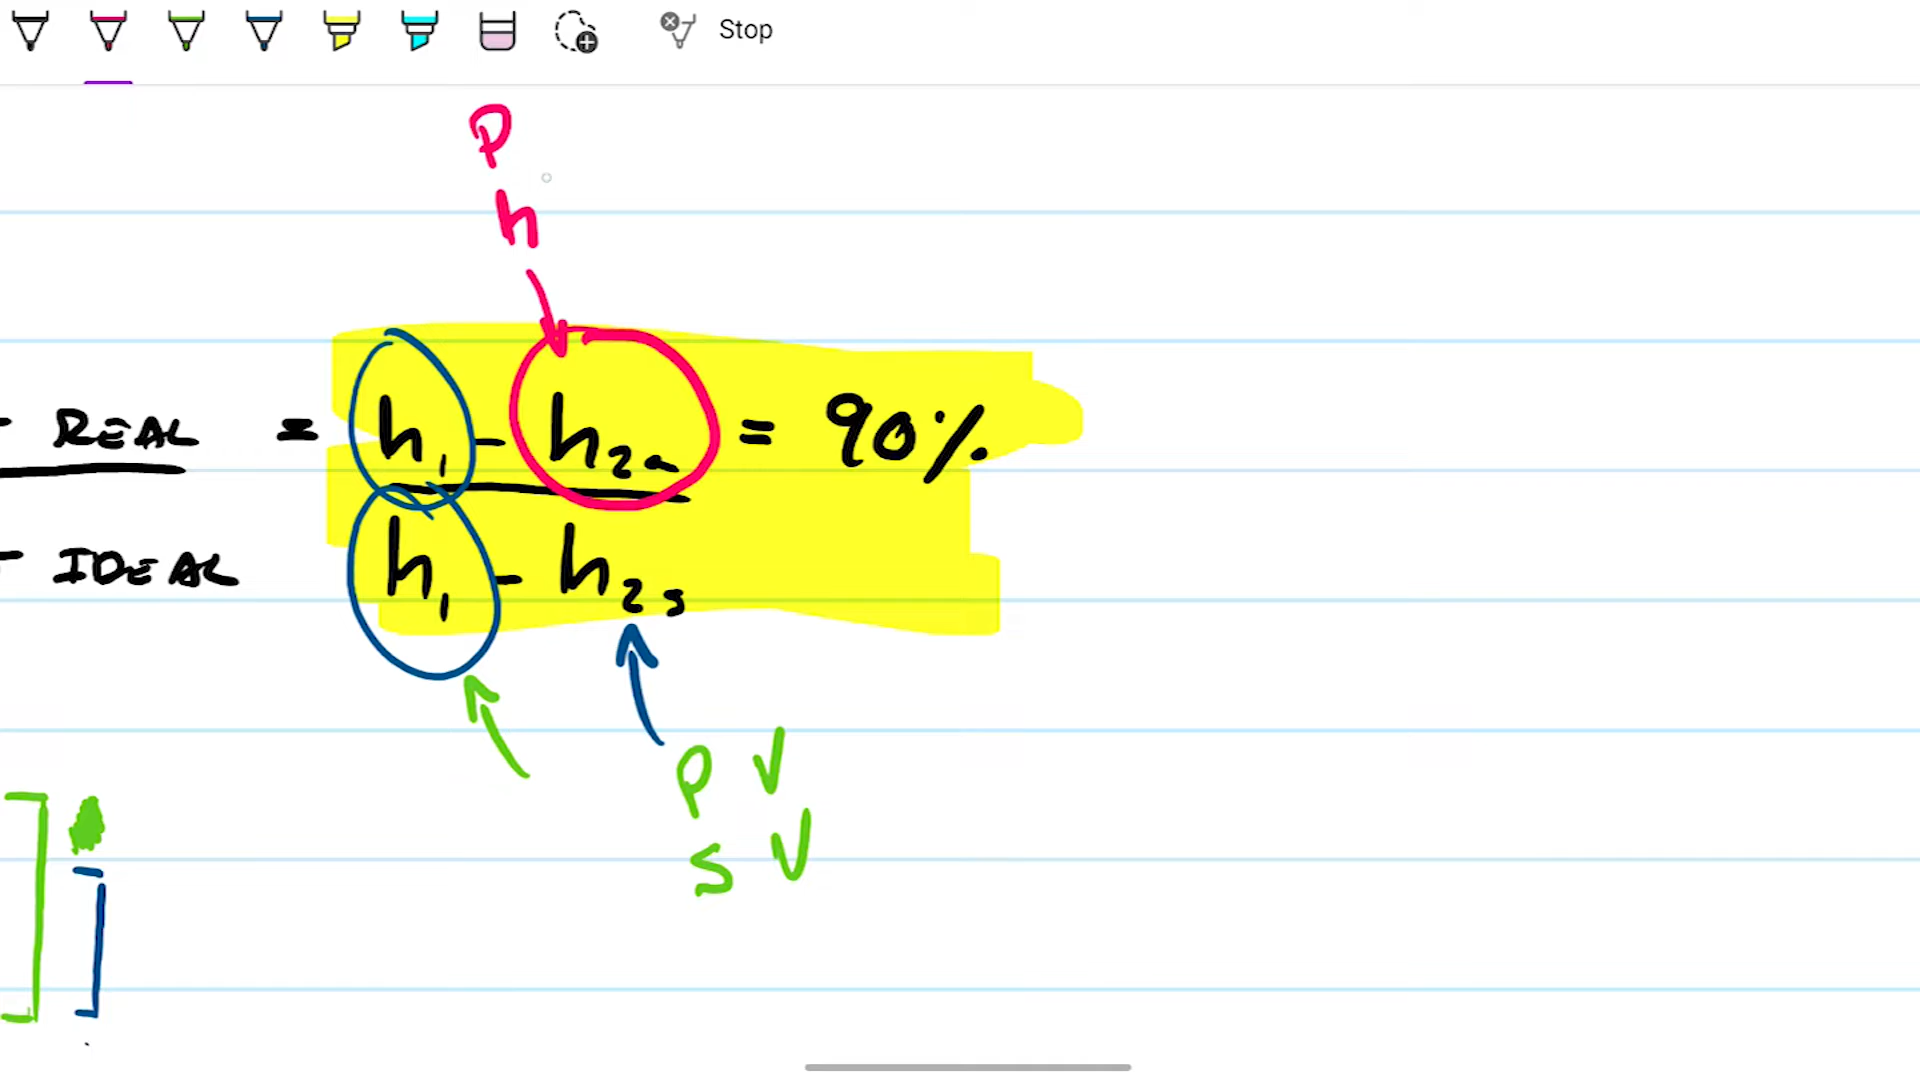 Stop
P
h
REAL = h₁ - h₂ₐ = 90%
IDEAL h₁ - h₂ₛ
P √
S √